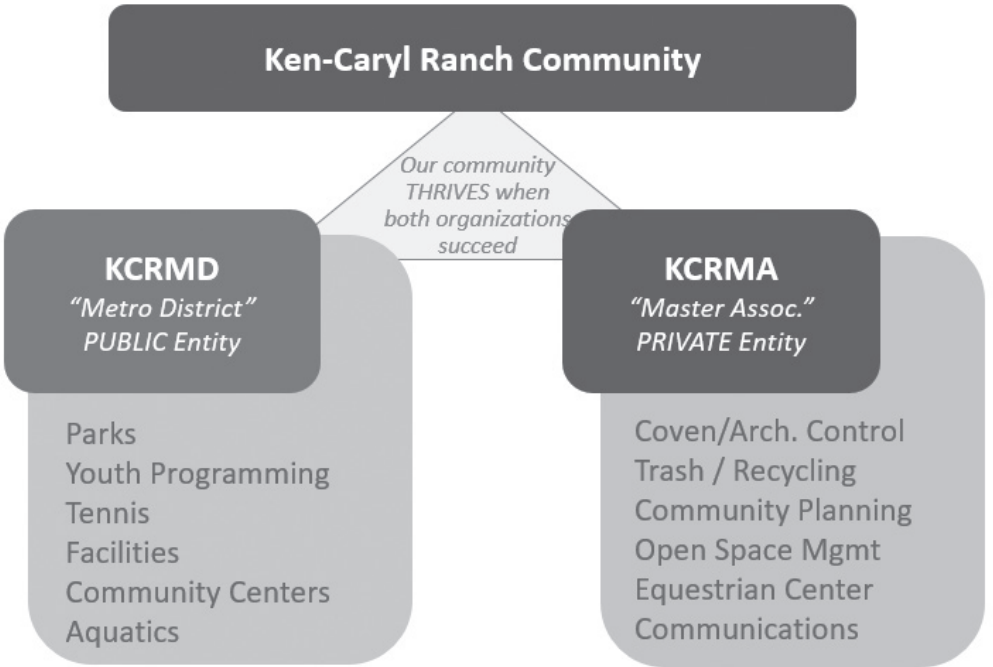 Ken-Caryl Ranch Community
Our community
THRIVES when
both organizations
succeed
KCRMD
“Metro District”
PUBLIC Entity
Parks
Youth Programming
Tennis
Facilities
Community Centers
Aquatics
KCRMA
“Master Assoc.”
PRIVATE Entity
Coven/Arch. Control
Trash / Recycling
Community Planning
Open Space Mgmt
Equestrian Center
Communications